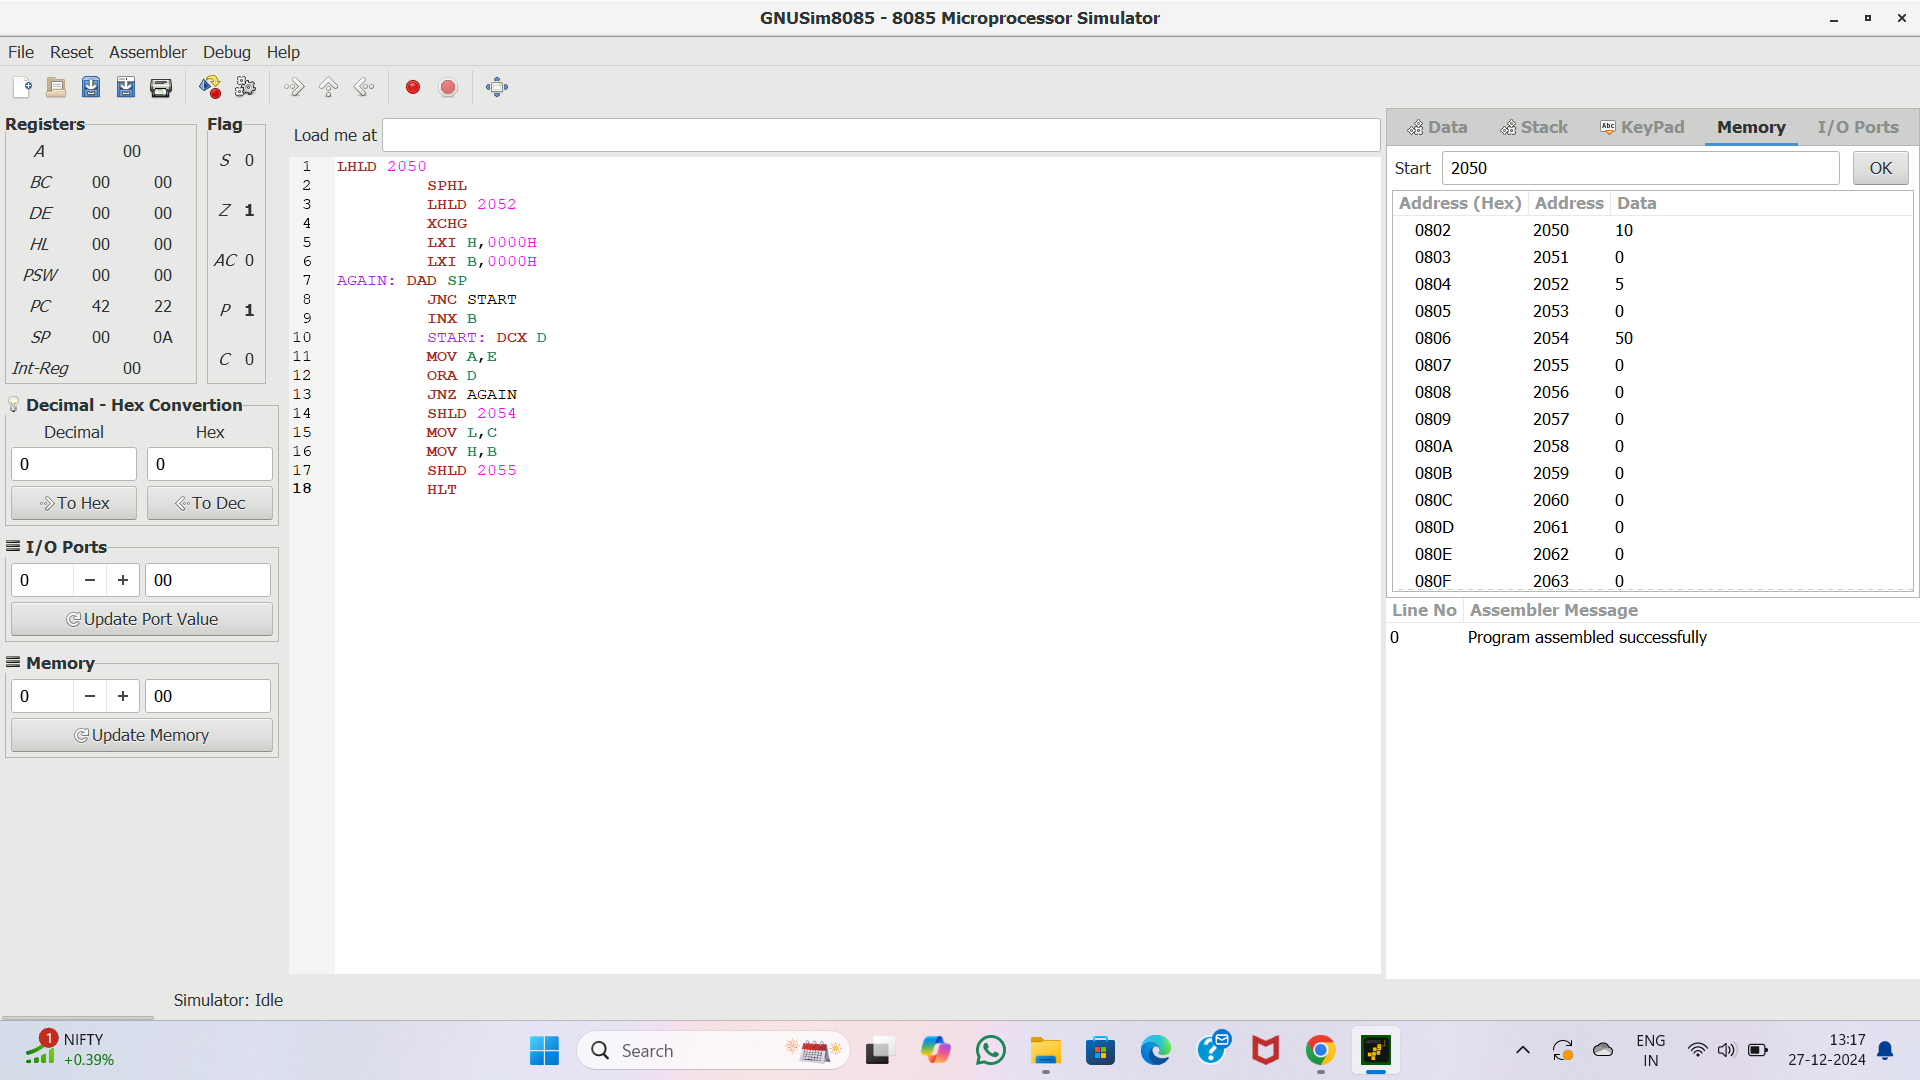 GNUSim8085 - 8085 Microprocessor Simulator
File Reset Assembler Debug Help
Registers
A 00
BC 00 00
DE 00 00
HL 00 00
PSW 00 00
PC 42 22
SP 00 0A
Int-Reg 00
Flag
S 0
Z 1
AC 0
P 1
C 0
Decimal - Hex Convertion
Decimal Hex
0 0
To Hex To Dec
I/O Ports
0 − + 00
Update Port Value
Memory
0 − + 00
Update Memory
Load me at
1 LHLD 2050
2 SPHL
3 LHLD 2052
4 XCHG
5 LXI H,0000H
6 LXI B,0000H
7 AGAIN: DAD SP
8 JNC START
9 INX B
10 START: DCX D
11 MOV A,E
12 ORA D
13 JNZ AGAIN
14 SHLD 2054
15 MOV L,C
16 MOV H,B
17 SHLD 2055
18 HLT
Data Stack Abc KeyPad Memory I/O Ports
Start 2050 OK
Address (Hex) Address Data
0802 2050 10
0803 2051 0
0804 2052 5
0805 2053 0
0806 2054 50
0807 2055 0
0808 2056 0
0809 2057 0
080A 2058 0
080B 2059 0
080C 2060 0
080D 2061 0
080E 2062 0
080F 2063 0
Line No Assembler Message
0 Program assembled successfully
Simulator: Idle
1 NIFTY
+0.39%
Search
ENG
IN
13:17
27-12-2024